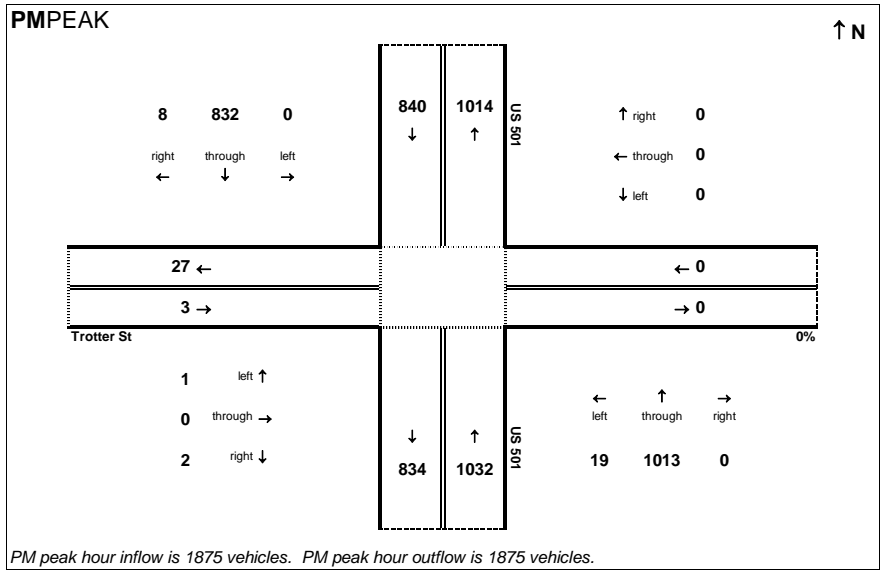 PMPEAK
↑ N
840 1014
US 501
8 832 0
right through left
← ↓ →
↓ ↑
↑ right 0
← through 0
↓ left 0
27 ←
← 0
3 →
→ 0
Trotter St
0%
1 left ↑
0 through →
2 right ↓
↓ ↑
834 1032
US 501
← ↑ →
left through right
19 1013 0
PM peak hour inflow is 1875 vehicles. PM peak hour outflow is 1875 vehicles.